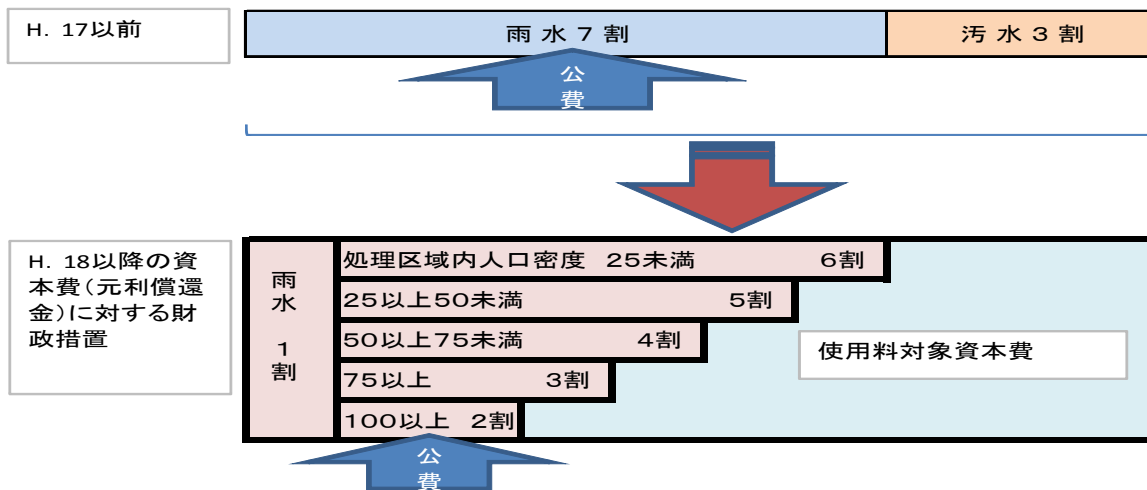 H. 17以前
雨 水 7 割
汚 水 3 割
公
費
H. 18以降の資
本費(元利償還
金)に対する財
政措置
雨
水
1
割
処理区域内人口密度 25未満 6割
25以上50未満 5割
50以上75未満 4割
75以上 3割
100以上 2割
使用料対象資本費
公
費